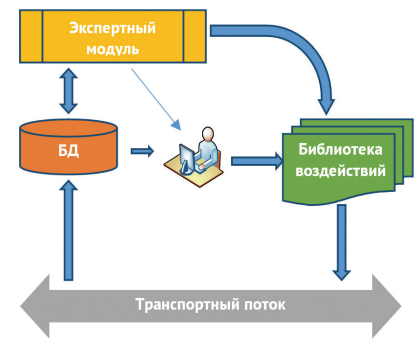 Экспертный
модуль
БД
Библиотека
воздействий
Транспортный поток